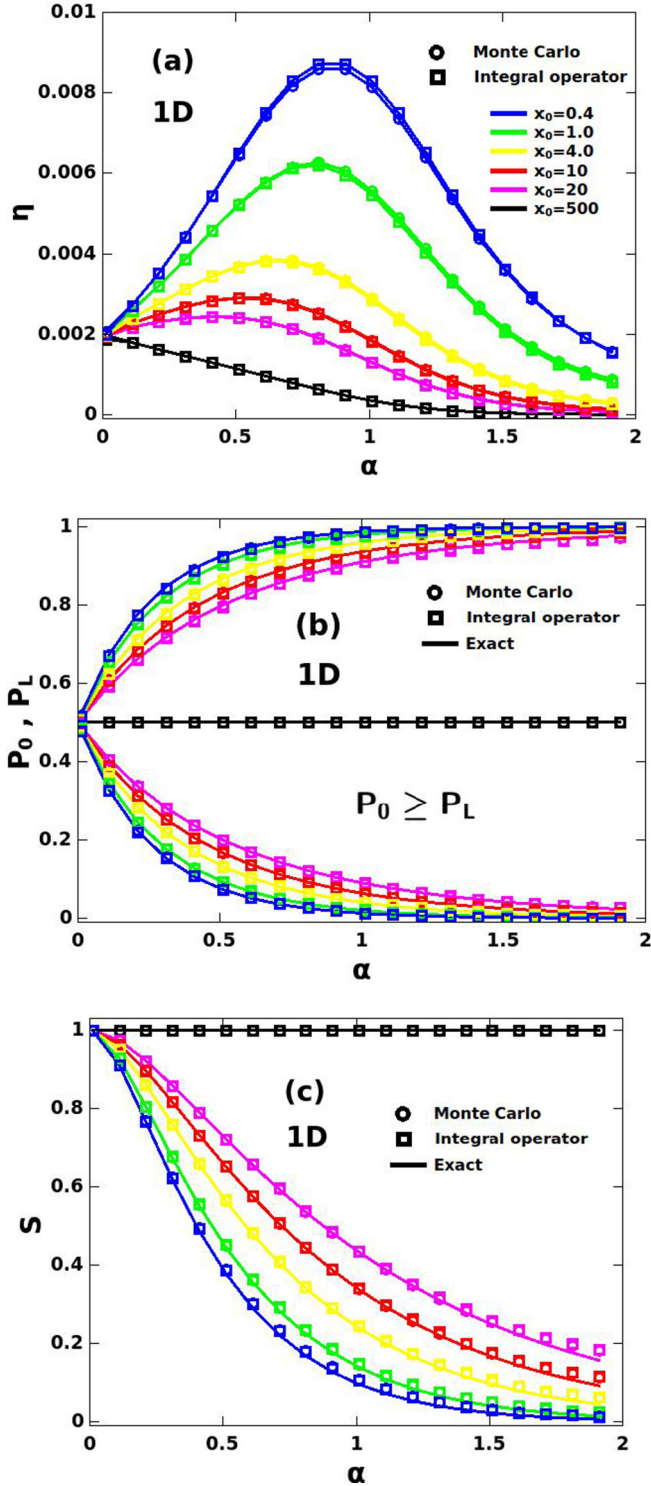 0.01
(a)
1D
Monte Carlo
Integral operator
0.008
x₀=0.4
x₀=1.0
x₀=4.0
x₀=10
x₀=20
x₀=500
0.006
η
0.004
0.002
0
0 0.5 1 1.5 2
α
1
0.8
Monte Carlo
Integral operator
Exact
(b)
1D
0.6
P₀ , P_L
0.4
P₀ ≥ P_L
0.2
0
0 0.5 1 1.5 2
α
1
(c)
1D
Monte Carlo
Integral operator
Exact
0.8
0.6
S
0.4
0.2
0
0 0.5 1 1.5 2
α